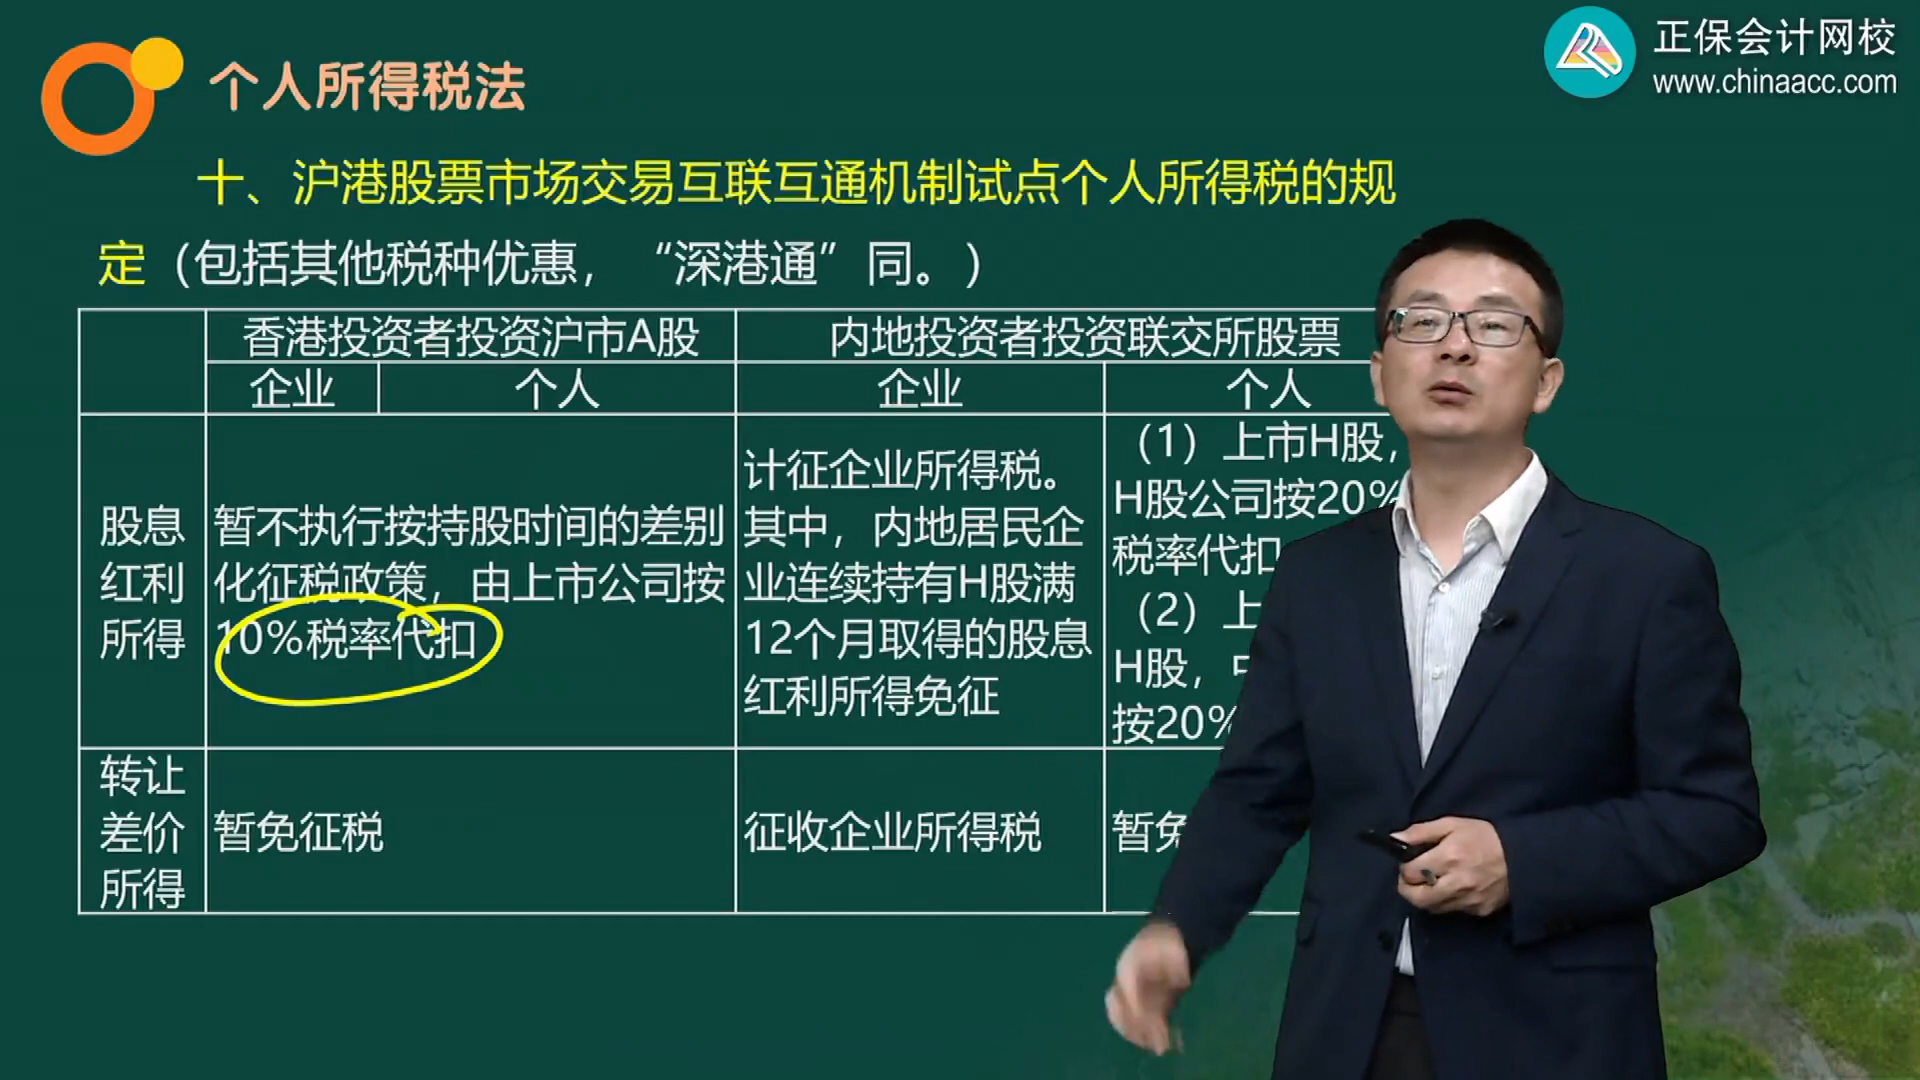 正保会计网校
www.chinaacc.com
个人所得税法
十、沪港股票市场交易互联互通机制试点个人所得税的规
定（包括其他税种优惠，“深港通”同。）
香港投资者投资沪市A股
内地投资者投资联交所股票
企业
个人
企业
个人
股息
红利
所得
暂不执行按持股时间的差别
化征税政策，由上市公司按
10%税率代扣
计征企业所得税。
其中，内地居民企
业连续持有H股满
12个月取得的股息
红利所得免征
（1）上市H股，
H股公司按20%
税率代扣
（2）上
H股，
按20%
转让
差价
所得
暂免征税
征收企业所得税
暂免